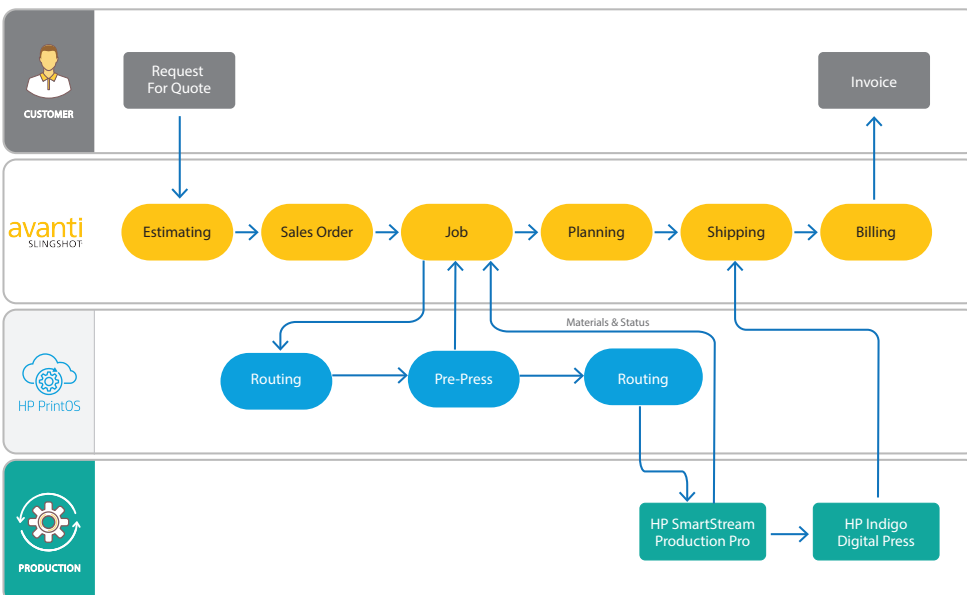 CUSTOMER
Request
For Quote
Invoice
avanti
SLINGSHOT
Estimating
Sales Order
Job
Planning
Shipping
Billing
Materials & Status
HP PrintOS
Routing
Pre-Press
Routing
PRODUCTION
HP SmartStream
Production Pro
HP Indigo
Digital Press